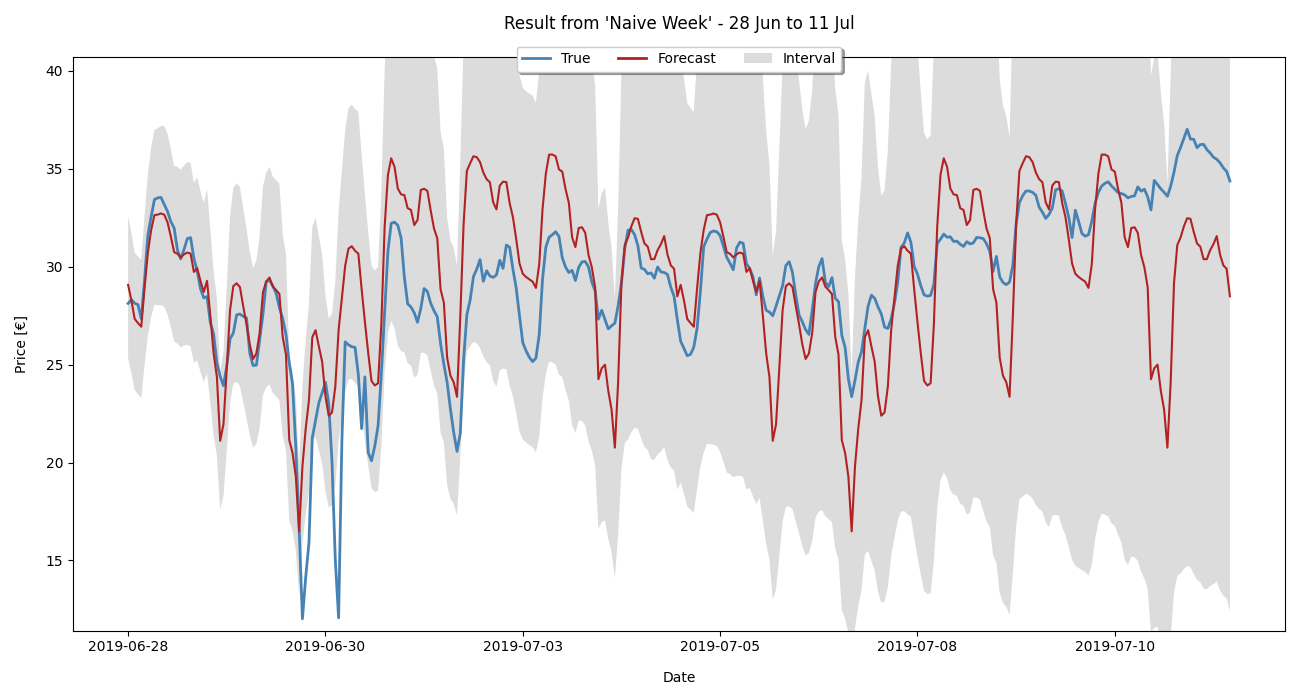 Result from 'Naive Week' - 28 Jun to 11 Jul
True Forecast Interval
40
35
30
25
20
15
Price [€]
2019-06-28 2019-06-30 2019-07-03 2019-07-05 2019-07-08 2019-07-10
Date